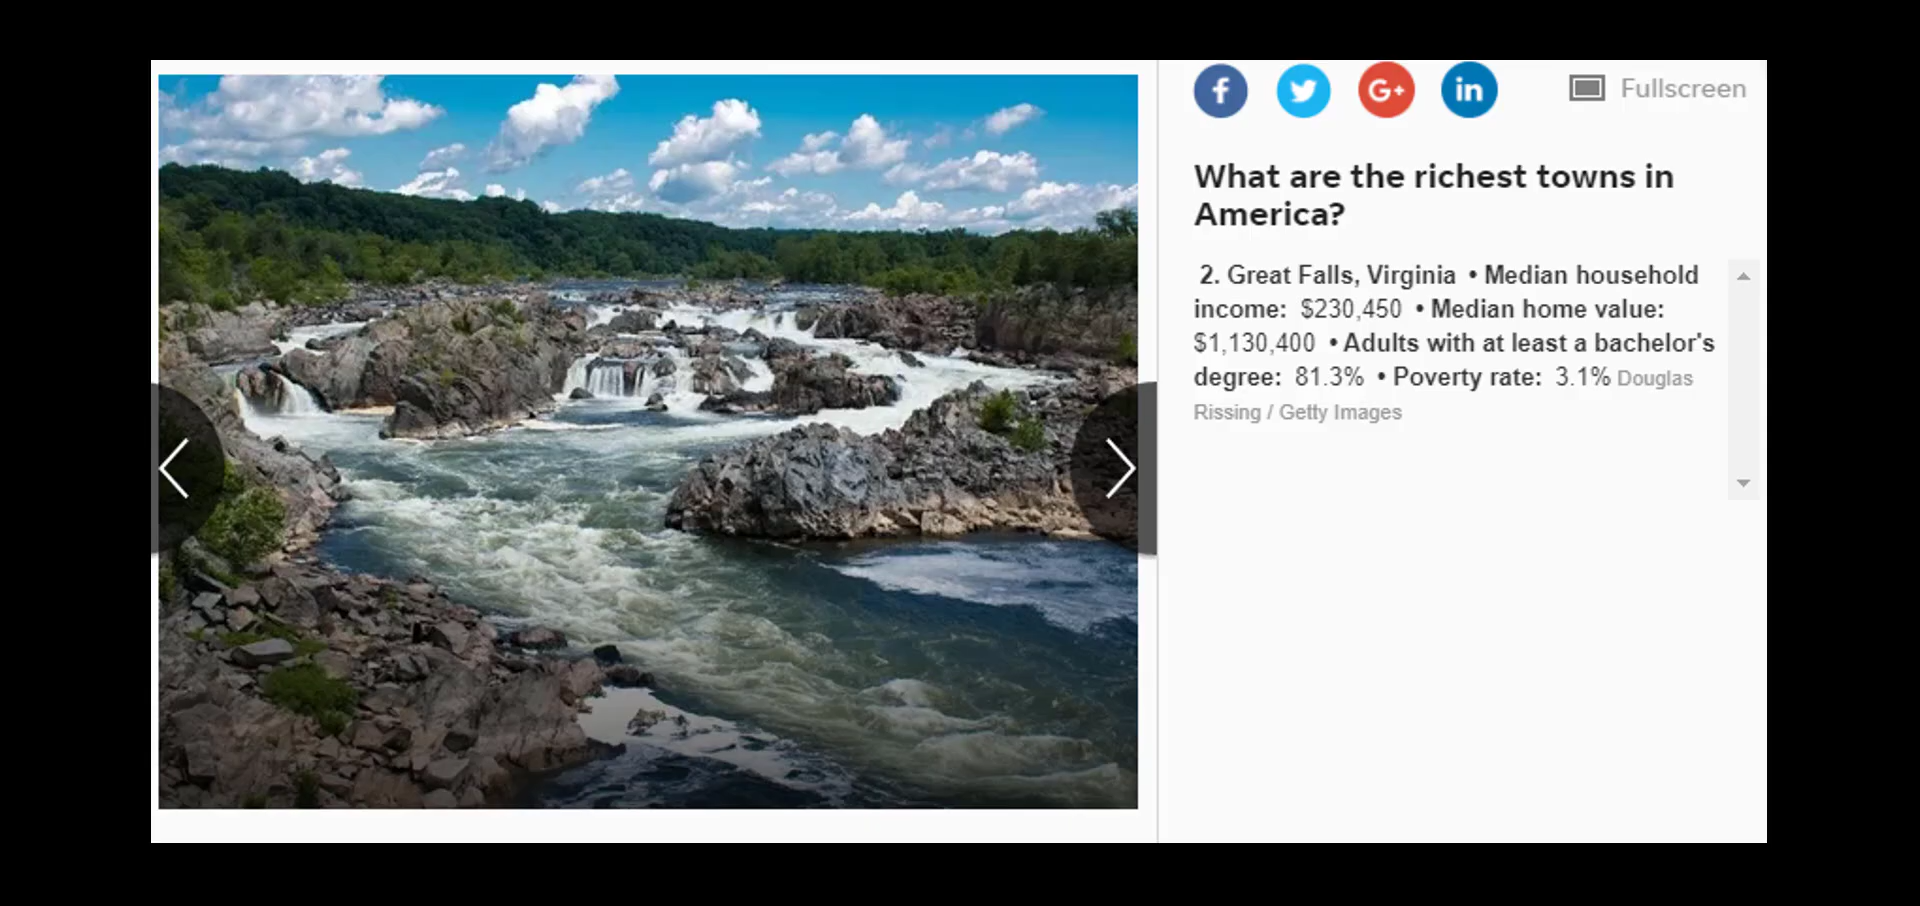 f G+ in Fullscreen
What are the richest towns in
America?
2. Great Falls, Virginia • Median household
income: $230,450 • Median home value:
$1,130,400 • Adults with at least a bachelor's
degree: 81.3% • Poverty rate: 3.1% Douglas
Rissing / Getty Images